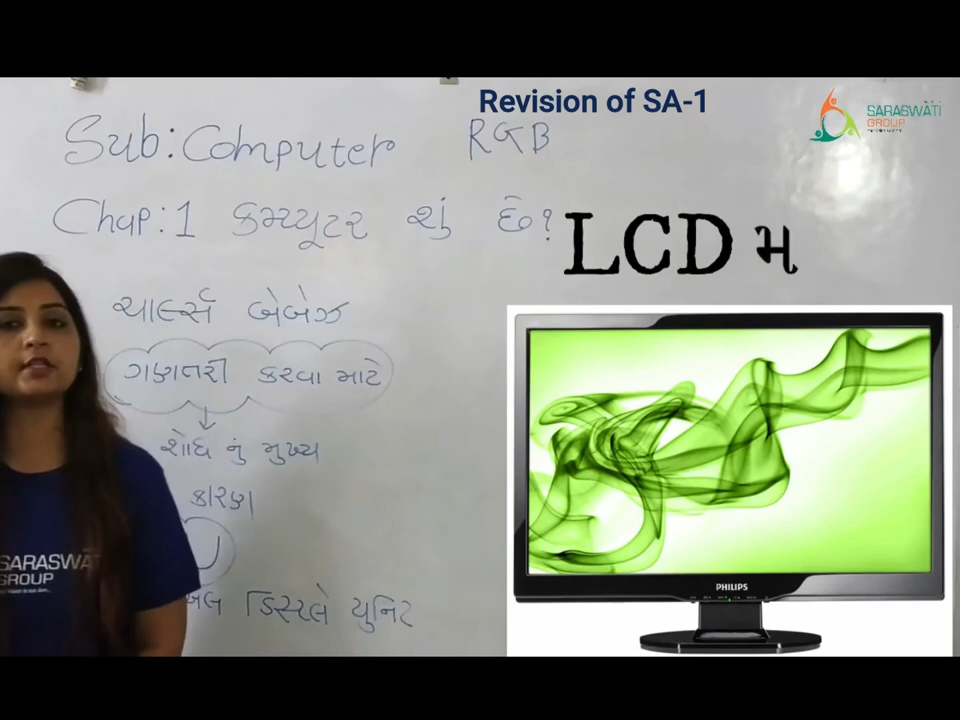 Revision of SA-1
SARASWATI
GROUP
Sub: Computer RGB
Chap: 1 કમ્પ્યૂટર શું છે?
LCD મ
ચાર્લ્સ બેબેઝ
ગણતરી કરવા માટે
શોધ નું મુખ્ય
કારણ
U
ડિસ્પ્લે યુનિટ
SARASWATI
GROUP
PHILIPS